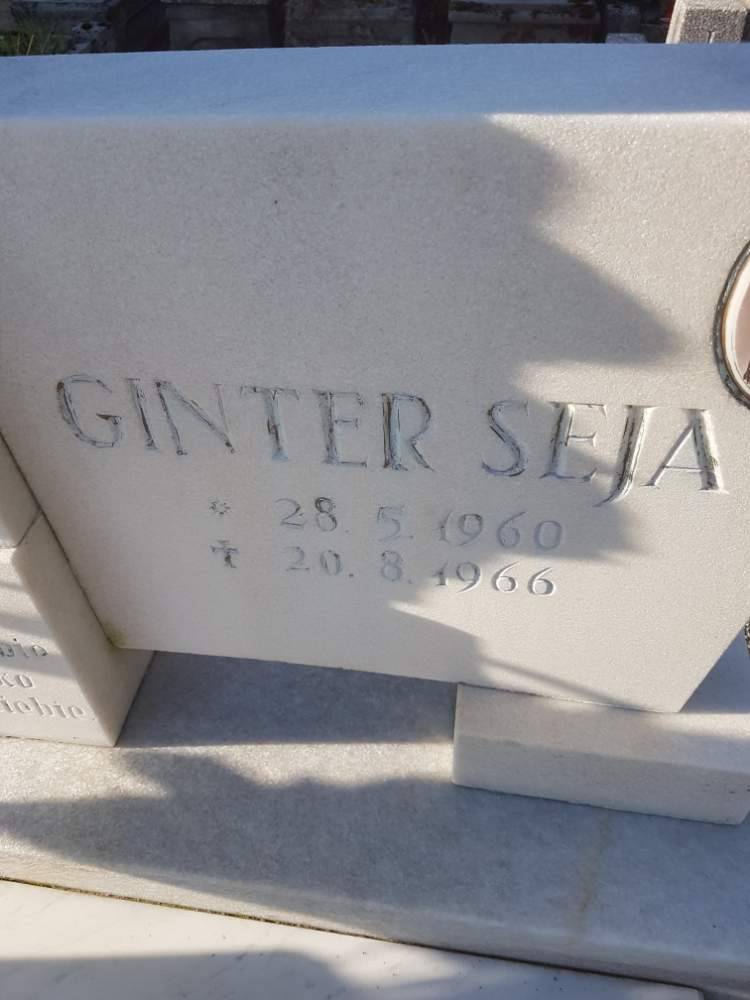 GINTER SEJA
* 28. 5. 1960
✝ 20. 8. 1966